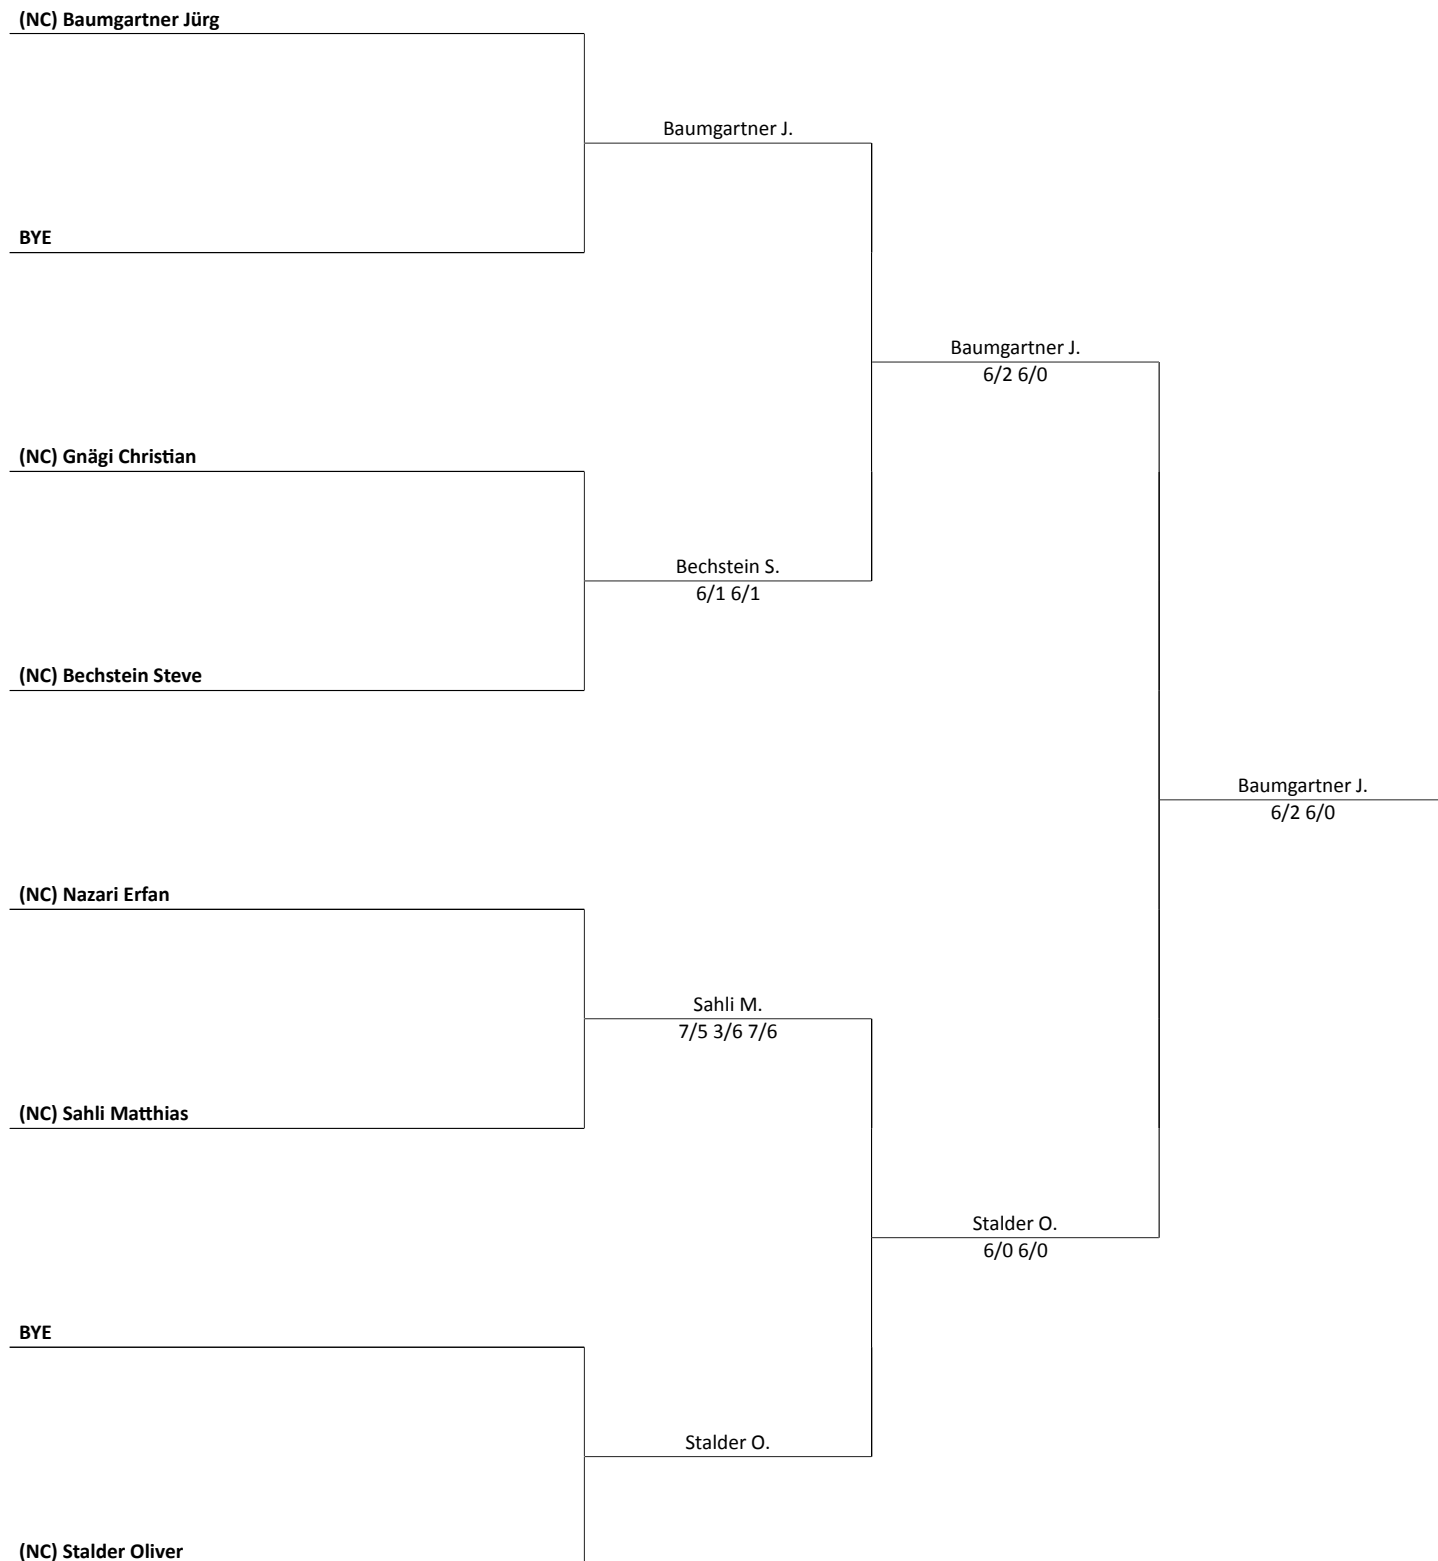 (NC) Baumgartner Jürg
Baumgartner J.
BYE
Baumgartner J.
6/2 6/0
(NC) Gnägi Christian
Bechstein S.
6/1 6/1
(NC) Bechstein Steve
Baumgartner J.
6/2 6/0
(NC) Nazari Erfan
Sahli M.
7/5 3/6 7/6
(NC) Sahli Matthias
Stalder O.
6/0 6/0
BYE
Stalder O.
(NC) Stalder Oliver